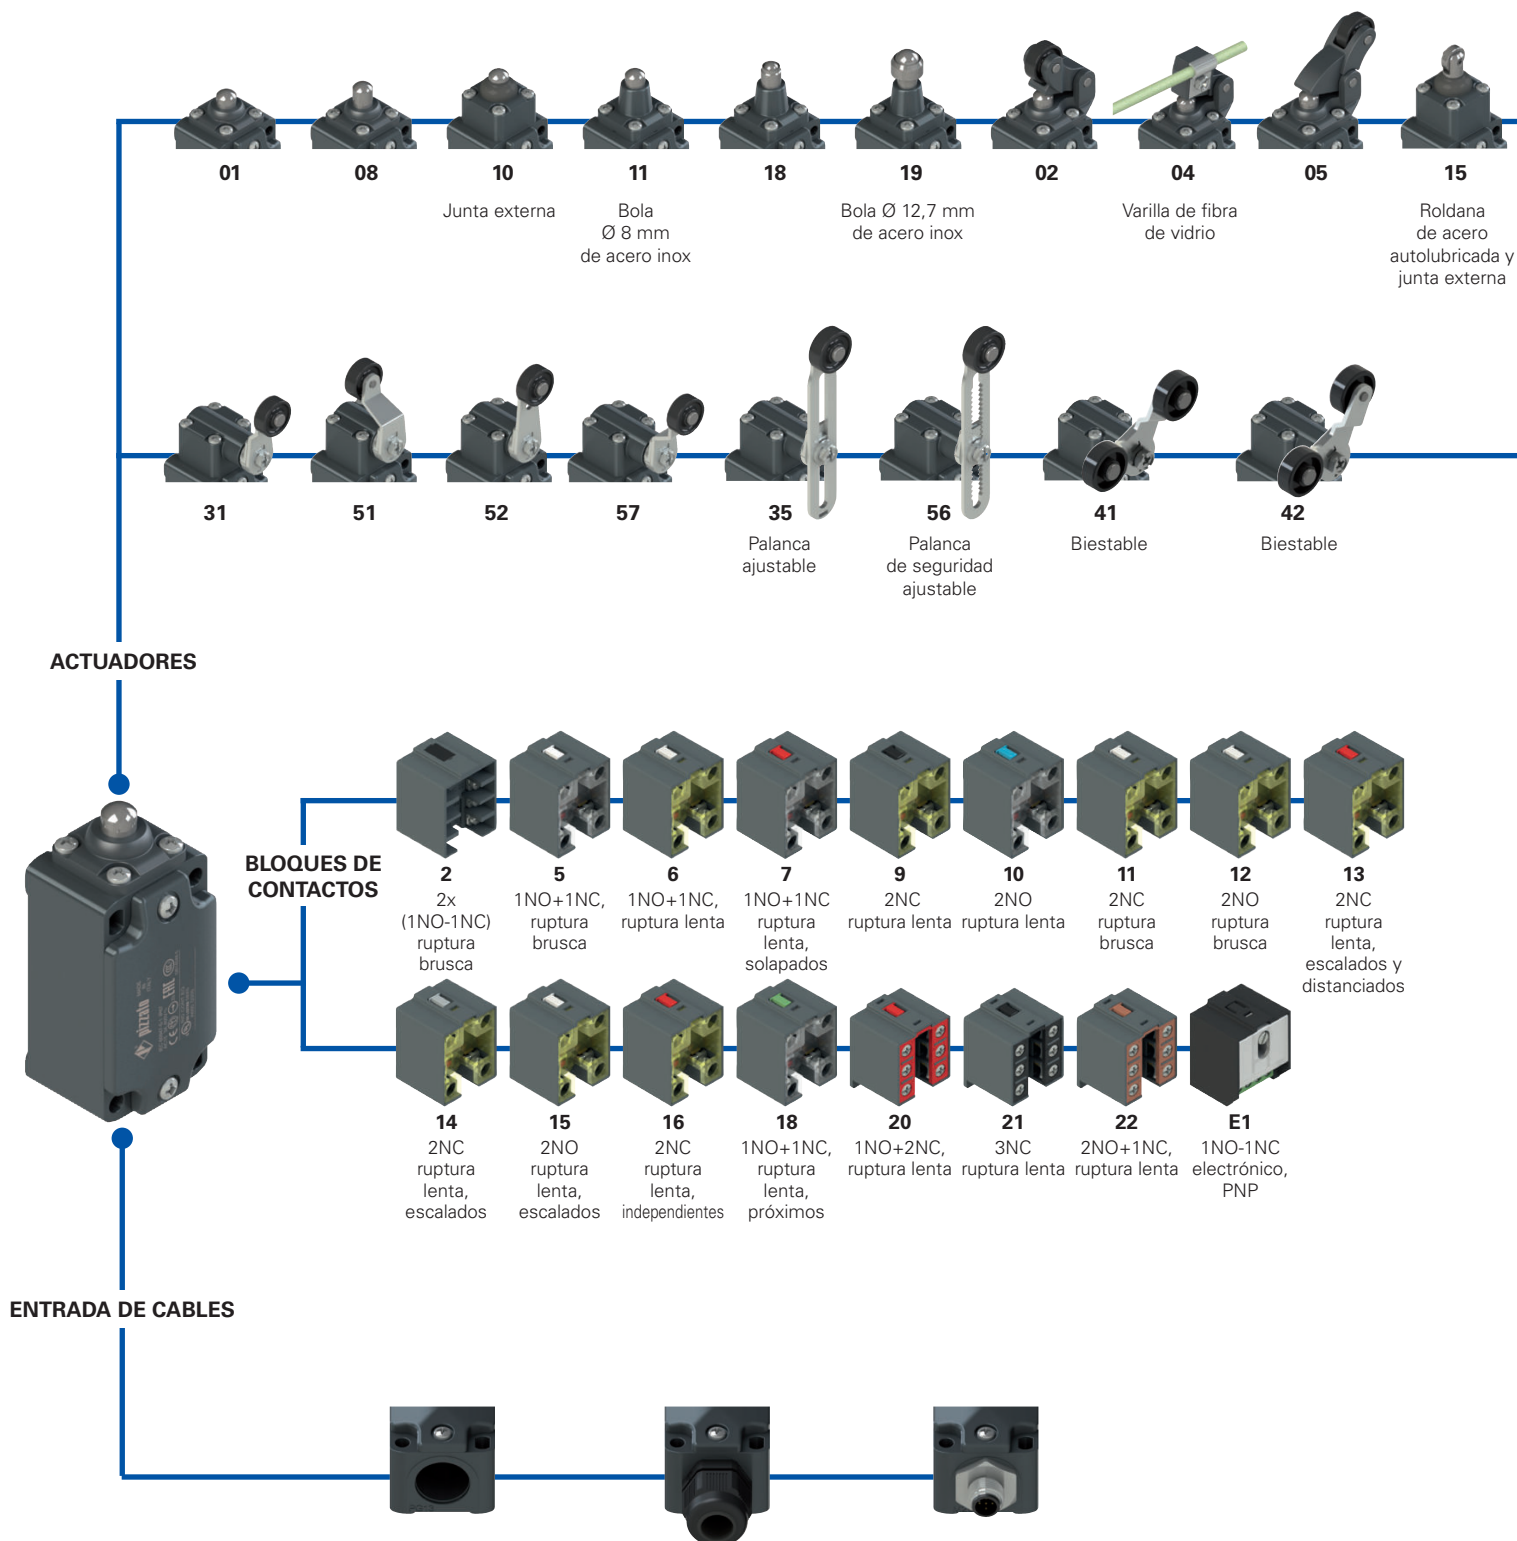 01 08 10 11 18 19 02 04 05 15
Junta externa
Bola
Ø 8 mm
de acero inox
Bola Ø 12,7 mm
de acero inox
Varilla de fibra
de vidrio
Roldana
de acero
autolubricada y
junta externa
31 51 52 57 35 56 41 42
Palanca
ajustable
Palanca
de seguridad
ajustable
Biestable
Biestable
ACTUADORES
BLOQUES DE
CONTACTOS
2
2x
(1NO-1NC)
ruptura
brusca
5
1NO+1NC,
ruptura
brusca
6
1NO+1NC,
ruptura lenta
7
1NO+1NC
ruptura
lenta,
solapados
9
2NC
ruptura lenta
10
2NO
ruptura lenta
11
2NC
ruptura
brusca
12
2NO
ruptura
brusca
13
2NC
ruptura
lenta,
escalados y
distanciados
pizzato
14
2NC
ruptura
lenta,
escalados
15
2NO
ruptura
lenta,
escalados
16
2NC
ruptura
lenta,
independientes
18
1NO+1NC,
ruptura
lenta,
próximos
20
1NO+2NC,
ruptura lenta
21
3NC
ruptura lenta
22
2NO+1NC,
ruptura lenta
E1
1NO-1NC
electrónico,
PNP
ENTRADA DE CABLES